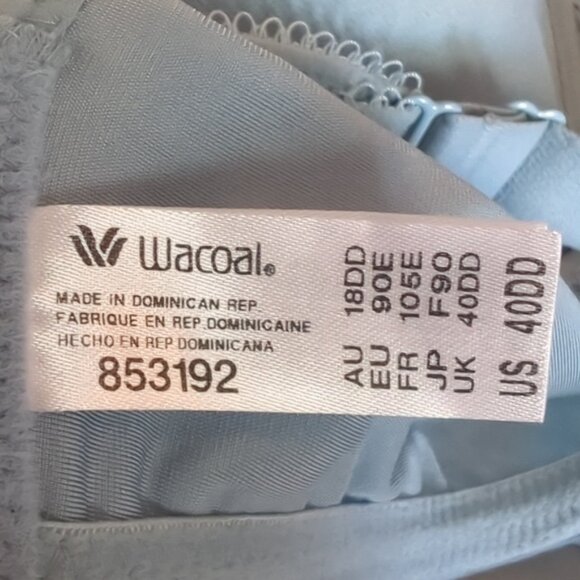 Wacoal®
MADE IN DOMINICAN REP
FABRIQUE EN REP DOMINICAINE
HECHO EN REP DOMINICANA
853192
AU 18DD
EU 90E
FR 105E
JP F90
UK 40DD
US 40DD